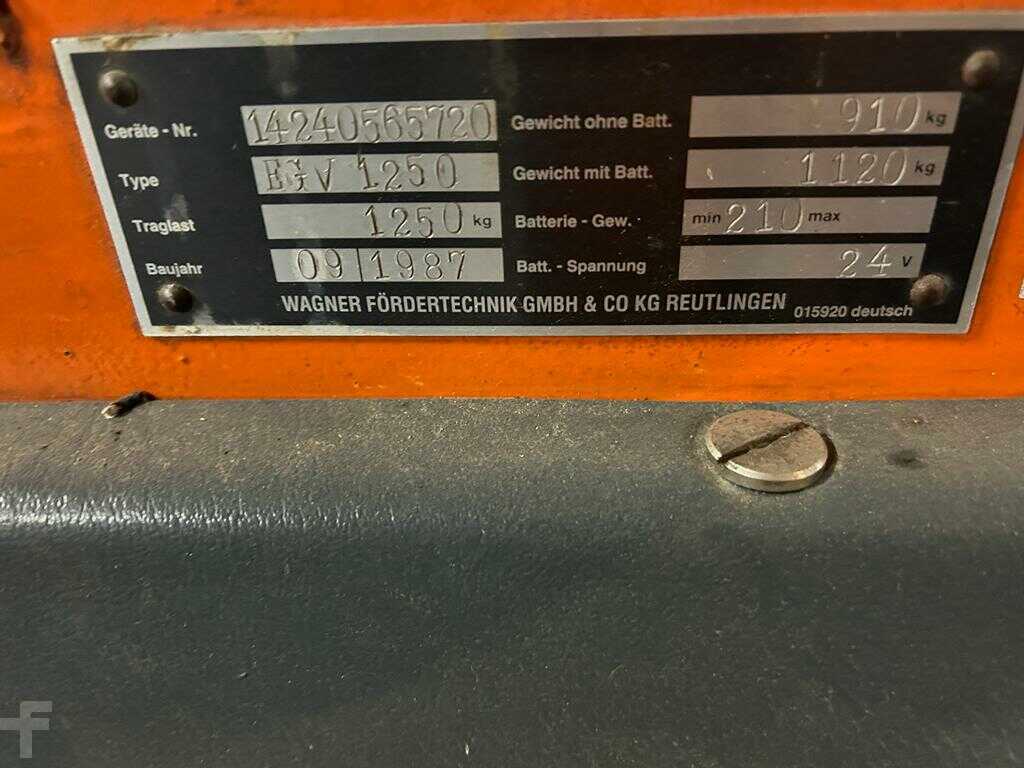 Geräte - Nr. 14240565720 Gewicht ohne Batt. 910 kg
Type EGV 1250 Gewicht mit Batt. 1120 kg
Traglast 1250 kg Batterie - Gew. min 210 max
Baujahr 09 | 1987 Batt. - Spannung 24 V
WAGNER FÖRDERTECHNIK GMBH & CO KG REUTLINGEN 015920 deutsch